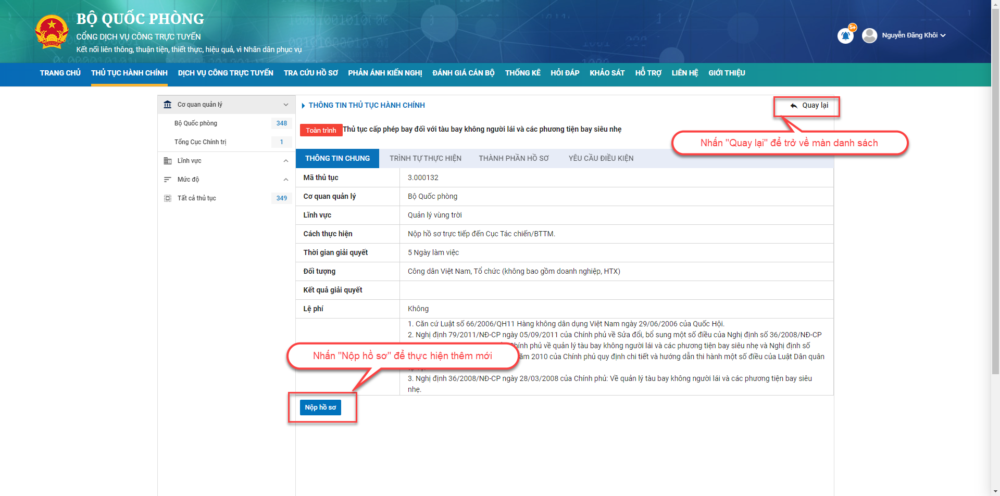 BỘ QUỐC PHÒNG
CỔNG DỊCH VỤ CÔNG TRỰC TUYẾN
Kết nối liên thông, thuận tiện, thiết thực, hiệu quả, vì Nhân dân phục vụ
5+
Nguyễn Đăng Khôi
TRANG CHỦ THỦ TỤC HÀNH CHÍNH DỊCH VỤ CÔNG TRỰC TUYẾN TRA CỨU HỒ SƠ PHẢN ÁNH KIẾN NGHỊ ĐÁNH GIÁ CÁN BỘ THỐNG KÊ HỎI ĐÁP KHẢO SÁT HỖ TRỢ LIÊN HỆ GIỚI THIỆU
Cơ quan quản lý
Bộ Quốc phòng 348
Tổng Cục Chính trị 1
Lĩnh vực
Mức độ
Tất cả thủ tục 349
THÔNG TIN THỦ TỤC HÀNH CHÍNH
Quay lại
Toàn trình Thủ tục cấp phép bay đối với tàu bay không người lái và các phương tiện bay siêu nhẹ
Nhấn "Quay lại" để trở về màn danh sách
THÔNG TIN CHUNG TRÌNH TỰ THỰC HIỆN THÀNH PHẦN HỒ SƠ YÊU CẦU ĐIỀU KIỆN
Mã thủ tục 3.000132
Cơ quan quản lý Bộ Quốc phòng
Lĩnh vực Quản lý vùng trời
Cách thực hiện Nộp hồ sơ trực tiếp đến Cục Tác chiến/BTTM.
Thời gian giải quyết 5 Ngày làm việc
Đối tượng Công dân Việt Nam, Tổ chức (không bao gồm doanh nghiệp, HTX)
Kết quả giải quyết
Lệ phí Không
1. Căn cứ Luật số 66/2006/QH11 Hàng không dân dụng Việt Nam ngày 29/06/2006 của Quốc Hội.
2. Nghị định 79/2011/NĐ-CP ngày 05/09/2011 của Chính phủ về Sửa đổi, bổ sung một số điều của Nghị định số 36/2008/NĐ-CP
Chính phủ về quản lý tàu bay không người lái và các phương tiện bay siêu nhẹ và Nghị định số
2010 của Chính phủ quy định chi tiết và hướng dẫn thi hành một số điều của Luật Dân quân
3. Nghị định 36/2008/NĐ-CP ngày 28/03/2008 của Chính phủ: Về quản lý tàu bay không người lái và các phương tiện bay siêu
nhẹ.
Nhấn "Nộp hồ sơ" để thực hiện thêm mới
Nộp hồ sơ